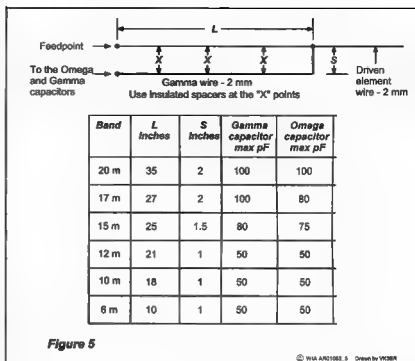 L
Feedpoint
X X X S
To the Omega and Gamma capacitors
Gamma wire - 2 mm
Use insulated spacers at the "X" points
Driven element wire - 2 mm
Band L Inches S Inches Gamma capacitor max pF Omega capacitor max pF
20 m 35 2 100 100
17 m 27 2 100 80
15 m 25 1.5 80 75
12 m 21 1 50 50
10 m 18 1 50 50
6 m 10 1 50 50
Figure 5
© WIA Drawn by VK3BR